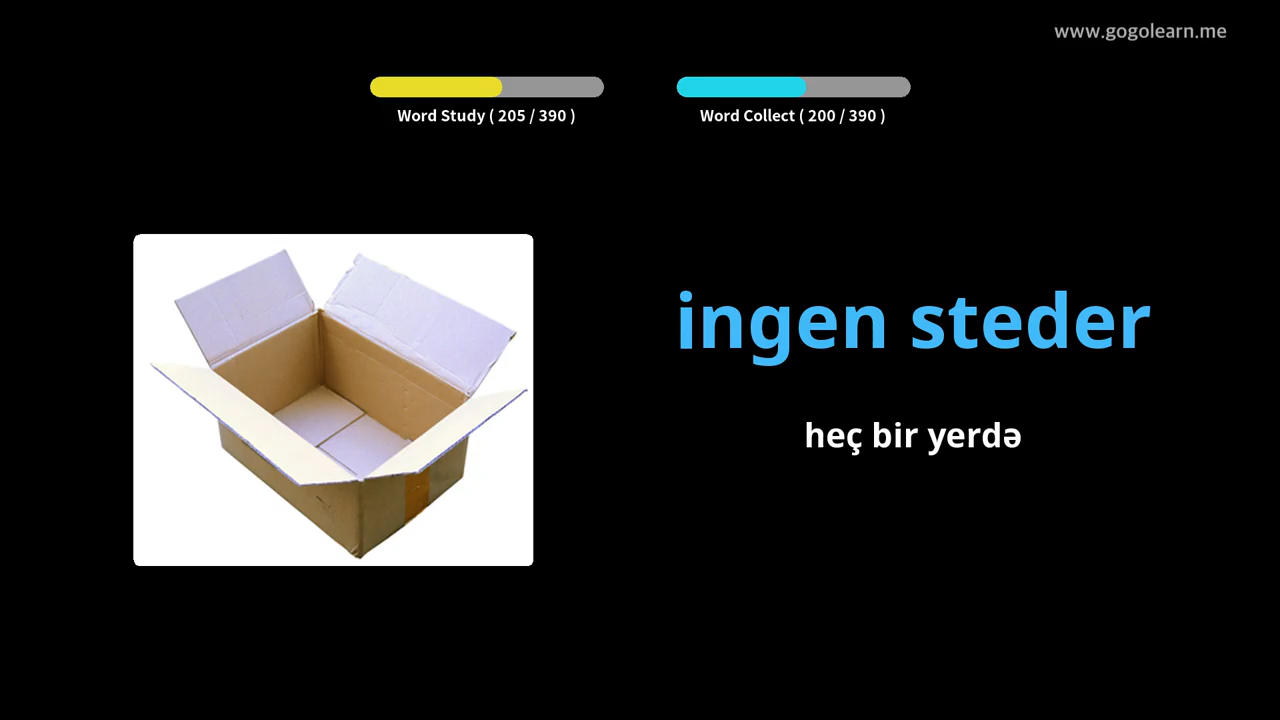 www.gogolearn.me
Word Study ( 205 / 390 )
Word Collect ( 200 / 390 )
ingen steder
heç bir yerdə